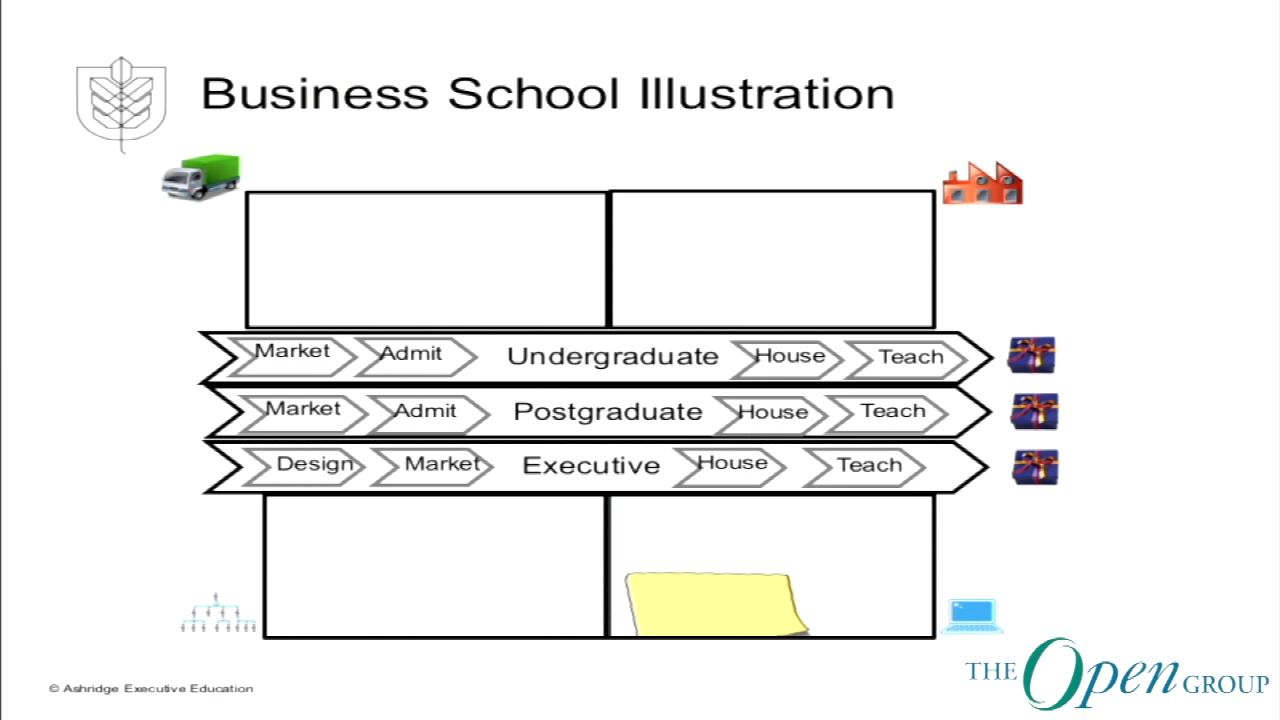 Business School Illustration
Market Admit Undergraduate House Teach
Market Admit Postgraduate House Teach
Design Market Executive House Teach
© Ashridge Executive Education
THE Open GROUP